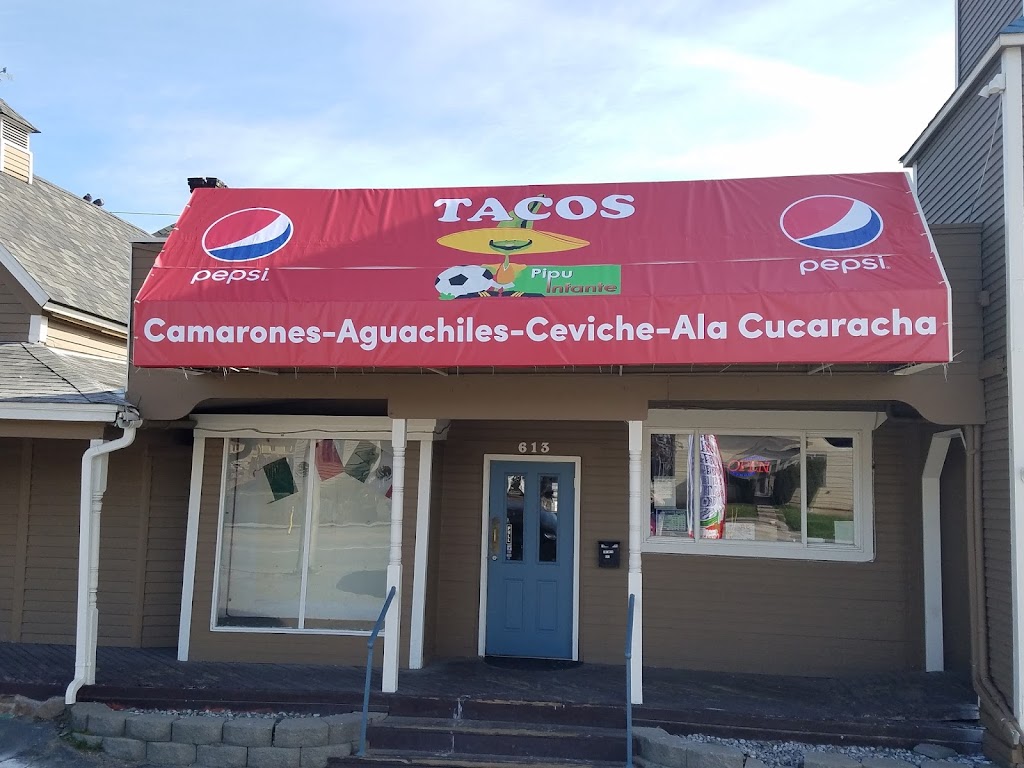 TACOS
pepsi
pepsi
Pipu
Infante
Camarones-Aguachiles-Ceviche-Ala Cucaracha
613
OPEN